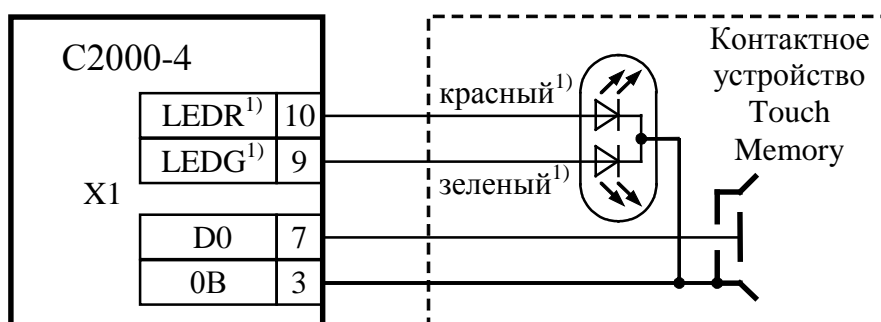 С2000-4
Контактное
устройство
Touch
Memory
красный¹⁾
LEDR¹⁾ 10
LEDG¹⁾ 9
зеленый¹⁾
X1
D0 7
0В 3